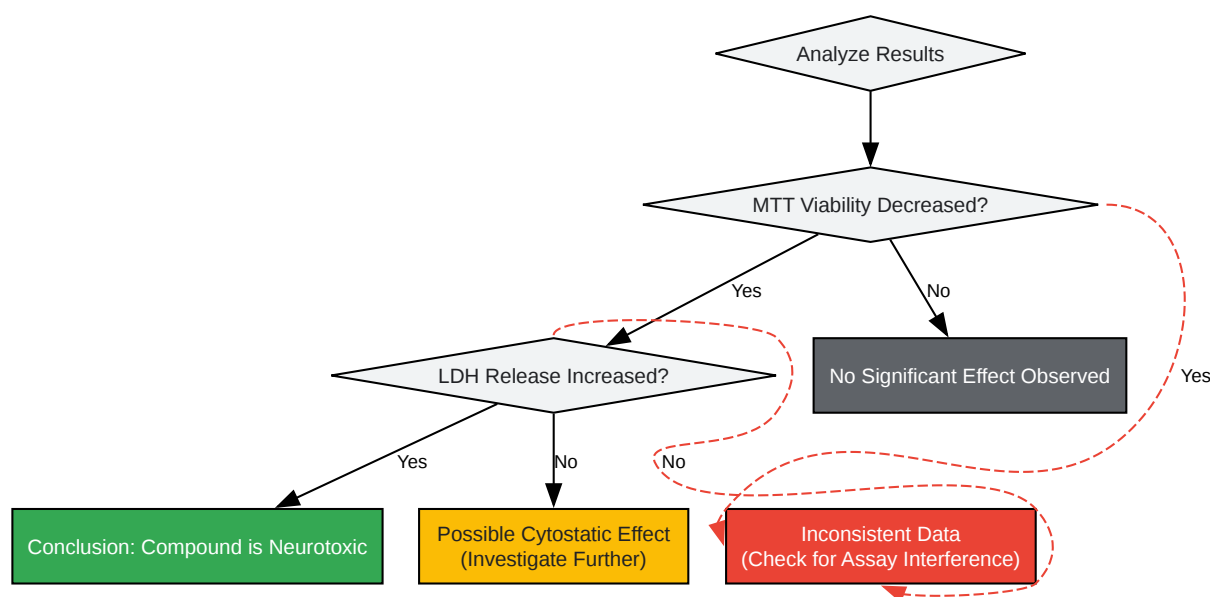 Analyze Results
MTT Viability Decreased?
Yes
No
LDH Release Increased?
No Significant Effect Observed
Yes
Yes
No
No
Conclusion: Compound is Neurotoxic
Possible Cytostatic Effect
(Investigate Further)
Inconsistent Data
(Check for Assay Interference)